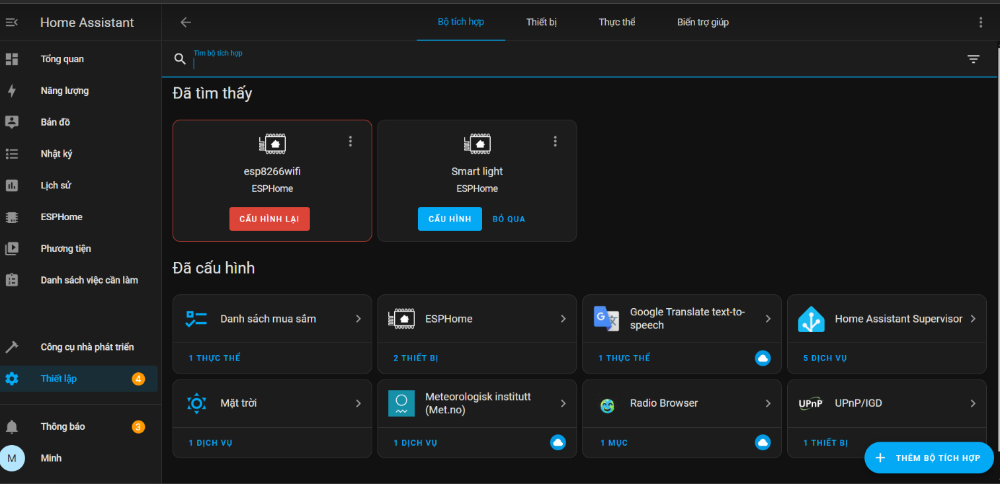 Home Assistant
Bộ tích hợp
Thiết bị
Thực thể
Biến trợ giúp
Tổng quan
Năng lượng
Bản đồ
Nhật ký
Lịch sử
ESPHome
Phương tiện
Danh sách việc cần làm
Công cụ nhà phát triển
Thiết lập
4
Thông báo
3
M
Minh
Tìm bộ tích hợp
Đã tìm thấy
esp8266wifi
ESPHome
CẤU HÌNH LẠI
Smart light
ESPHome
CẤU HÌNH
BỎ QUA
Đã cấu hình
Danh sách mua sắm
1 THỰC THỂ
ESPHome
2 THIẾT BỊ
Google Translate text-to-
speech
1 THỰC THỂ
Home Assistant Supervisor
5 DỊCH VỤ
Mặt trời
1 DỊCH VỤ
Meteorologisk institutt
(Met.no)
1 DỊCH VỤ
Radio Browser
1 MỤC
UPnP
UPnP/IGD
1 THIẾT BỊ
THÊM BỘ TÍCH HỢP